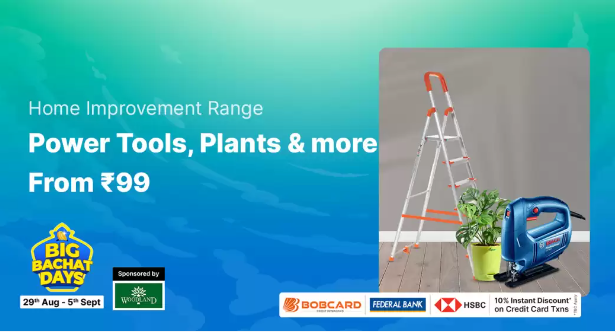 Home Improvement Range
Power Tools, Plants & more
From ₹99
BIG
BACHAT
DAYS
29th Aug - 5th Sept
Sponsored by
WOODLAND
BOBCARD
FEDERAL BANK
HSBC
10% Instant Discount*
on Credit Card Txns
BOSCH